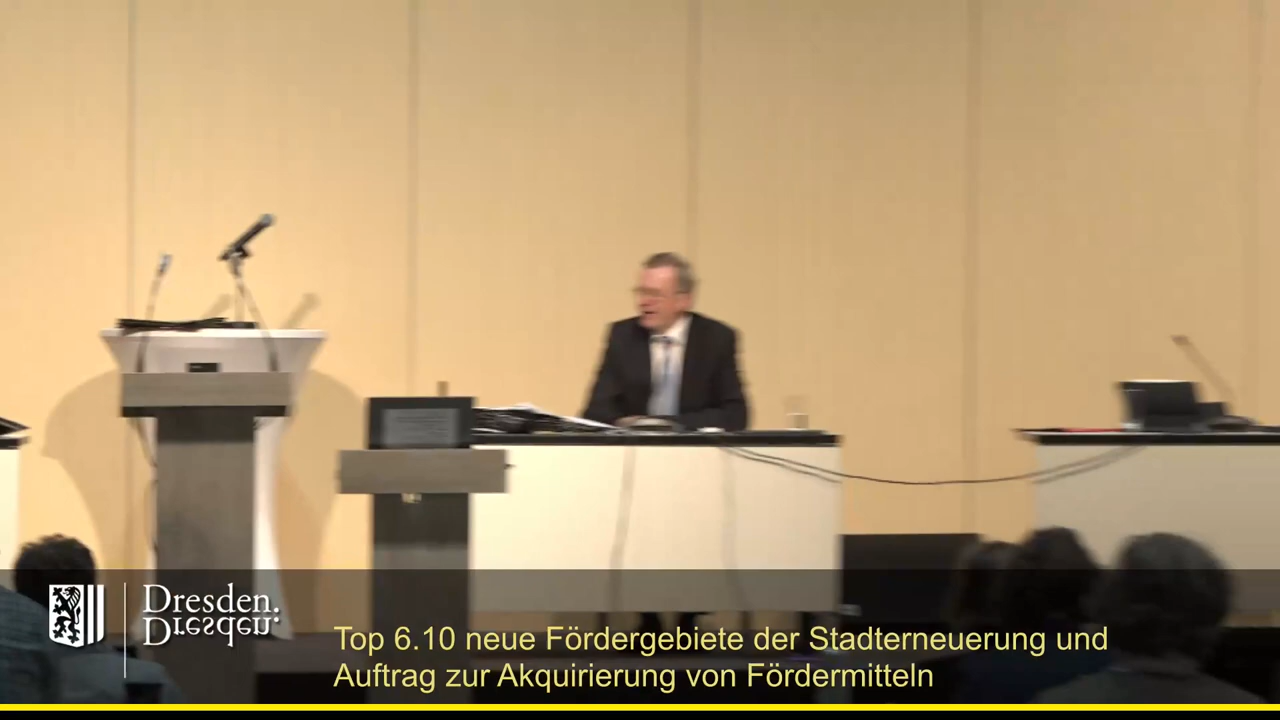 Dresden.
Dresden.
Top 6.10 neue Fördergebiete der Stadterneuerung und
Auftrag zur Akquirierung von Fördermitteln